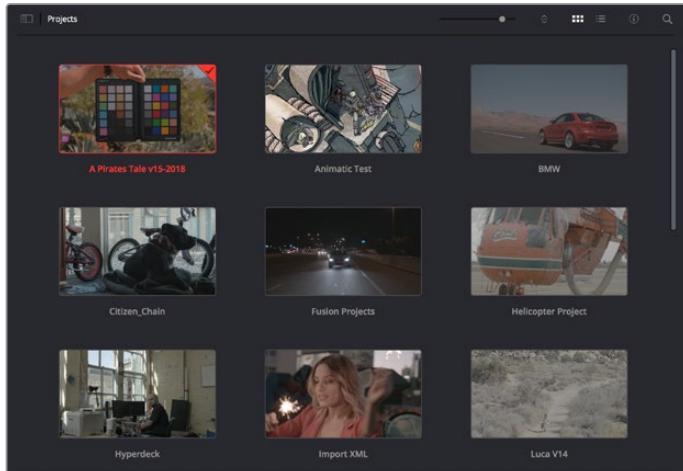 Projects
A Pirates Tale v15-2018
Animatic Test
BMW
Citizen_Chain
Fusion Projects
Helicopter Project
Hyperdeck
Import XML
Luca V14